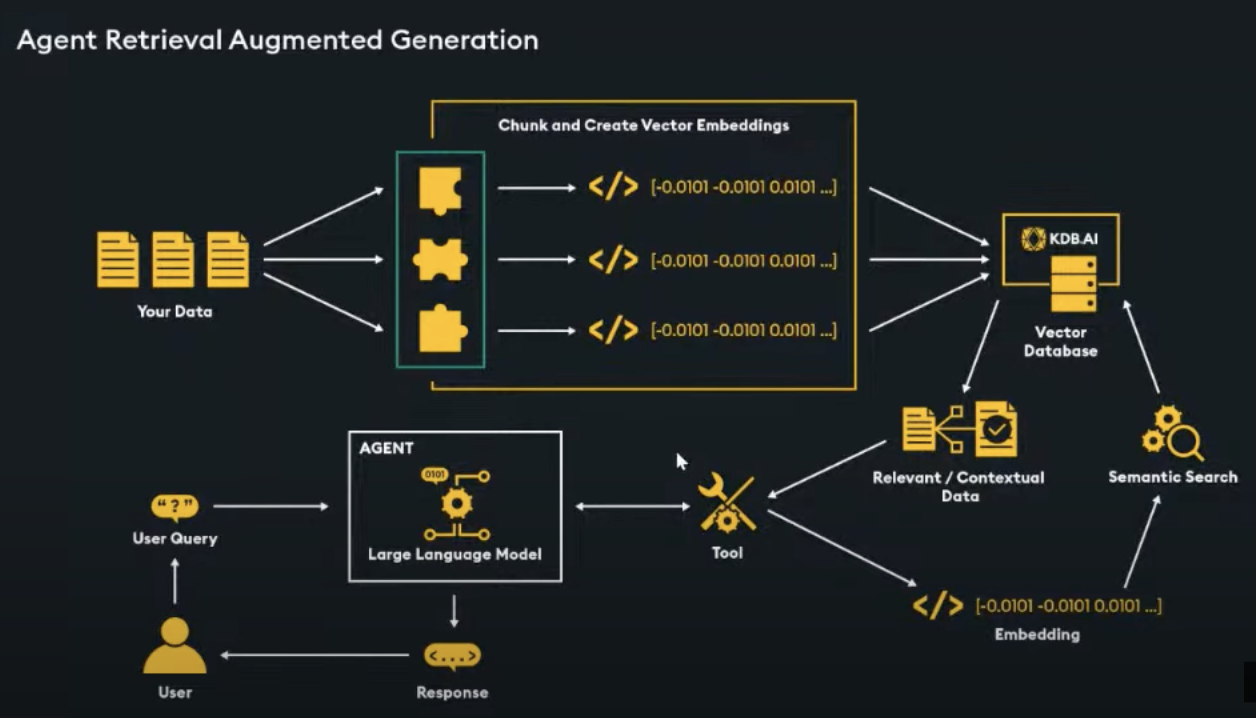 Agent Retrieval Augmented Generation
Chunk and Create Vector Embeddings
</> [-0.0101 -0.0101 0.0101 ...]
</> [-0.0101 -0.0101 0.0101 ...]
</> [-0.0101 -0.0101 0.0101 ...]
Your Data
KDB.AI
Vector
Database
AGENT
0101
Large Language Model
"?"
User Query
Tool
Relevant / Contextual
Data
Semantic Search
</> [-0.0101 -0.0101 0.0101 ...]
Embedding
<...>
Response
User